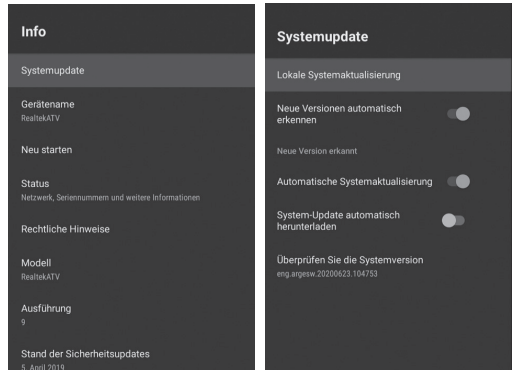 Info
Systemupdate
Gerätename
RealtekATV
Neu starten
Status
Netzwerk, Seriennummern und weitere Informationen
Rechtliche Hinweise
Modell
RealtekATV
Ausführung
9
Stand der Sicherheitsupdates
5. April 2019
Systemupdate
Lokale Systemaktualisierung
Neue Versionen automatisch
erkennen
Neue Version erkannt
Automatische Systemaktualisierung
System-Update automatisch
herunterladen
Überprüfen Sie die Systemversion
eng.argesw.20200623.104753